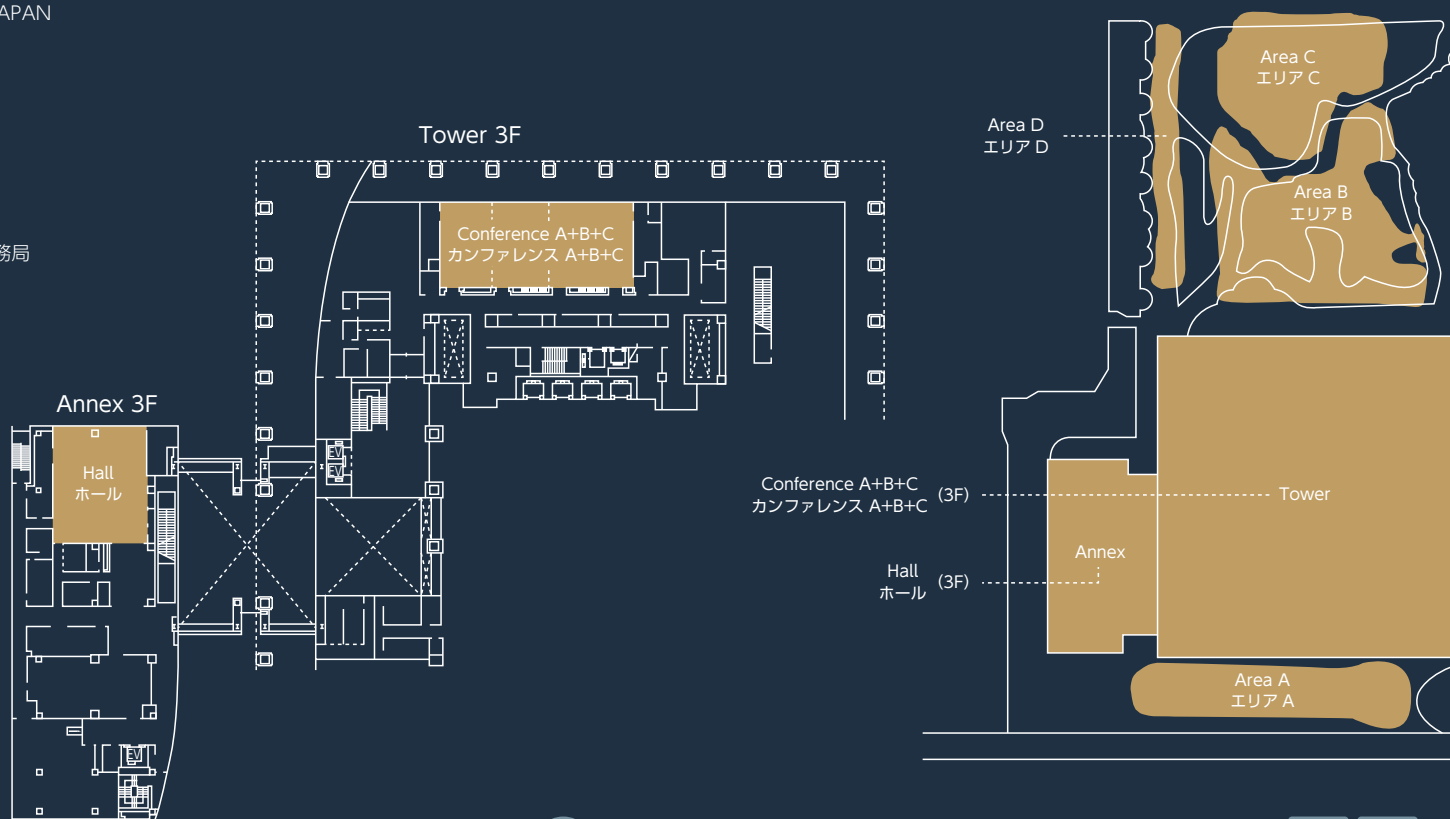 APAN
務局
Tower 3F
Conference A+B+C
カンファレンス A+B+C
EV
EV
Annex 3F
Hall
ホール
EV
Area C
エリア C
Area D
エリア D
Area B
エリア B
Conference A+B+C
カンファレンス A+B+C
(3F)
Tower
Annex
Hall
ホール
(3F)
Area A
エリア A